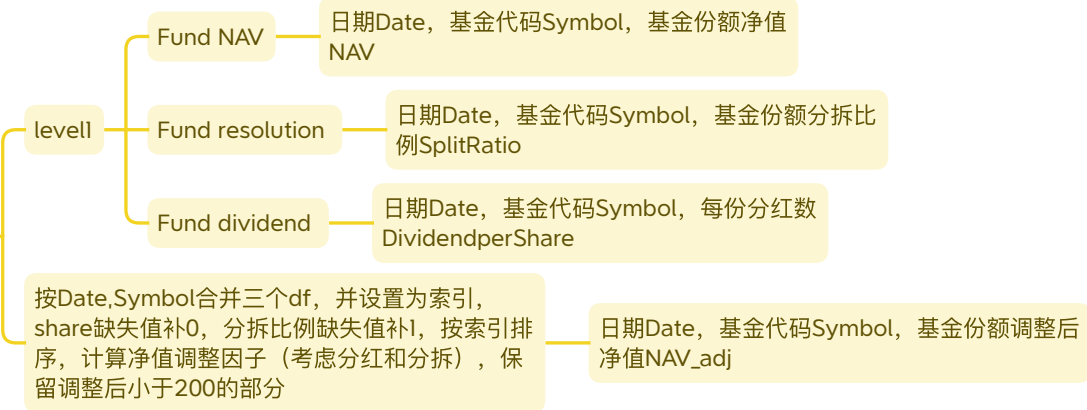 Fund NAV
日期Date，基金代码Symbol，基金份额净值
NAV
level1
Fund resolution
日期Date，基金代码Symbol，基金份额分拆比
例SplitRatio
Fund dividend
日期Date，基金代码Symbol，每份分红数
DividendperShare
按Date,Symbol合并三个df，并设置为索引，
share缺失值补0，分拆比例缺失值补1，按索引排
序，计算净值调整因子（考虑分红和分拆），保
留调整后小于200的部分
日期Date，基金代码Symbol，基金份额调整后
净值NAV_adj